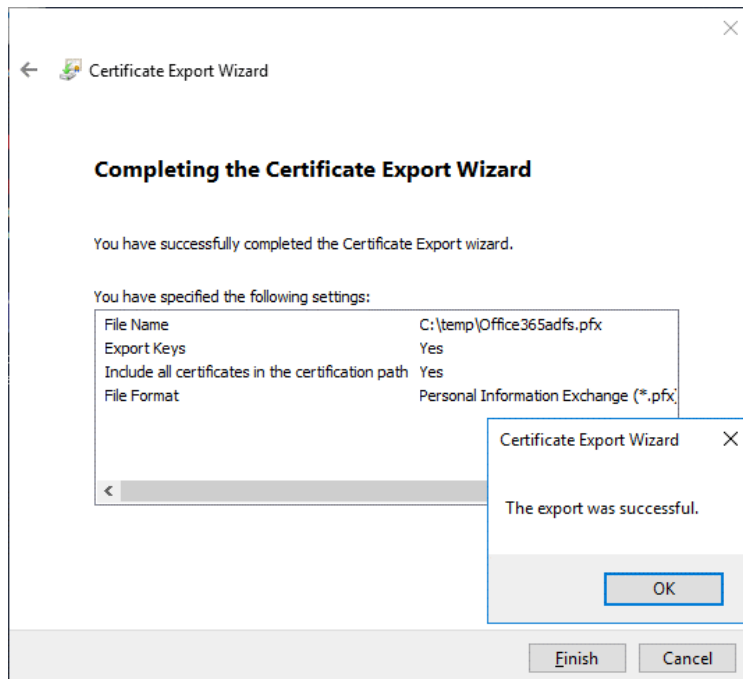 Certificate Export Wizard
Completing the Certificate Export Wizard
You have successfully completed the Certificate Export wizard.
You have specified the following settings:
File Name C:\temp\Office365adfs.pfx
Export Keys Yes
Include all certificates in the certification path Yes
File Format Personal Information Exchange (*.pfx)
Certificate Export Wizard
The export was successful.
OK
Finish Cancel